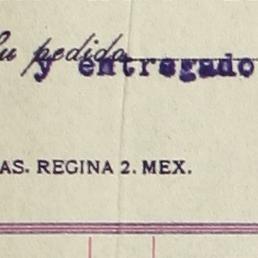 Su pedido
y entregado
AS. REGINA 2. MEX.